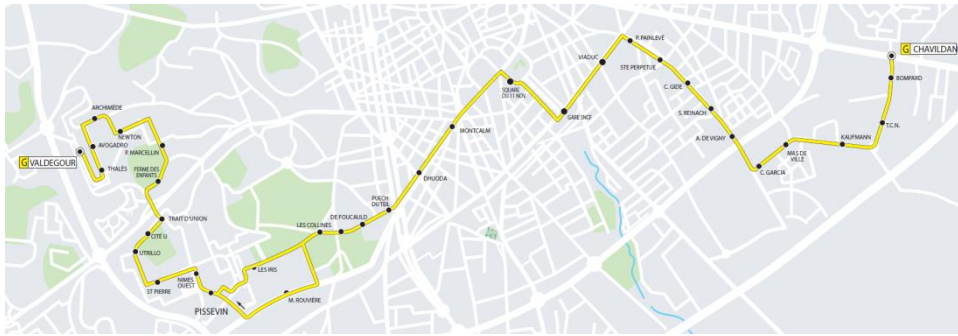 G VALDEGOUR
THALÈS
AVOGADRO
ARCHIMÈDE
NEWTON
P. MARCELLIN
FERME DES
ENFANTS
TRAIT D'UNION
CITÉ U
UTRILLO
ST PIERRE
NIMES
OUEST
PISSEVIN
LES IRIS
M. ROUVIÈRE
LES COLLINES
DE FOUCAULD
PUECH
DU TEIL
DHUODA
MONTCALM
SQUARE
DU 11 NOV.
GARE SNCF
VIADUC
P. PAINLEVÉ
STE PERPETUE
C. GIDE
S. REINACH
A. DE VIGNY
C. GARCIA
MAS DE
VILLE
KAUFMANN
T.C.N.
BOMPARD
G CHAVILDAN